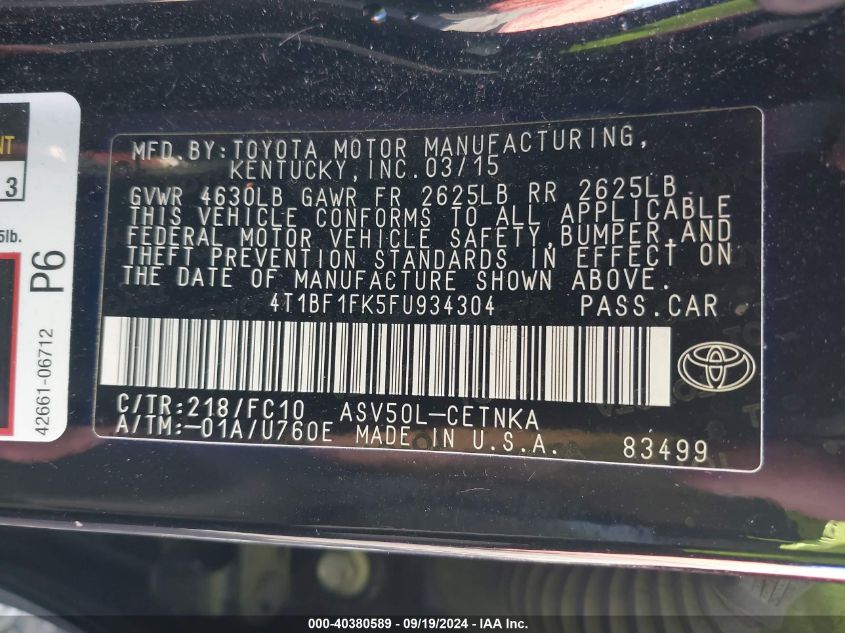 NT
3
5lb.
P6
42661-06712
MFD.BY:TOYOTA MOTOR MANUFACTURING,
KENTUCKY,INC.03/15
GVWR 4630LB GAWR FR 2625LB RR 2625LB
THIS VEHICLE CONFORMS TO ALL APPLICABLE
FEDERAL MOTOR VEHICLE SAFETY,BUMPER,AND
THEFT PREVENTION STANDARDS IN EFFECT ON
THE DATE OF MANUFACTURE SHOWN ABOVE.
4T1BF1FK5FU934304 PASS.CAR
C/TR:218/FC10 ASV50L-CETNKA
A/TM:-01A/U760E MADE IN U.S.A. 83499
000-40380589 - 09/19/2024 - IAA Inc.